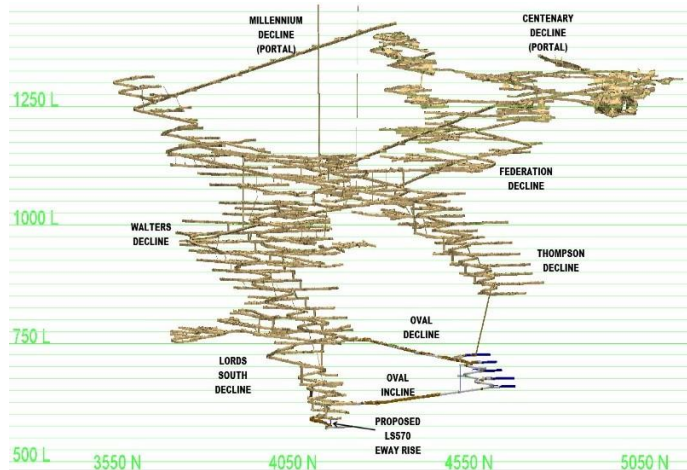 MILLENNIUM
DECLINE
(PORTAL)
CENTENARY
DECLINE
(PORTAL)
1250 L
FEDERATION
DECLINE
1000 L
WALTERS
DECLINE
THOMPSON
DECLINE
OVAL
DECLINE
750 L
LORDS
SOUTH
DECLINE
OVAL
INCLINE
PROPOSED
LS570
EWAY RISE
500 L
3550 N
4050 N
4550 N
5050 N